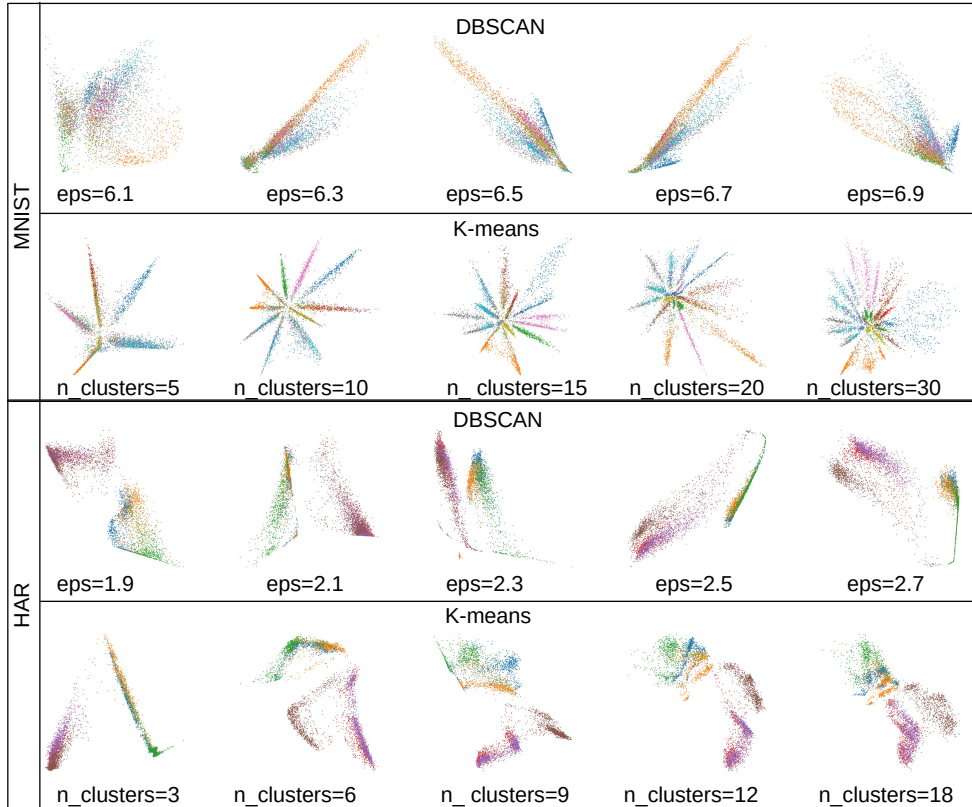 MNIST
DBSCAN
eps=6.1 eps=6.3 eps=6.5 eps=6.7 eps=6.9
K-means
n_clusters=5 n_clusters=10 n_ clusters=15 n_clusters=20 n_clusters=30
HAR
DBSCAN
eps=1.9 eps=2.1 eps=2.3 eps=2.5 eps=2.7
K-means
n_clusters=3 n_clusters=6 n_clusters=9 n_clusters=12 n_clusters=18